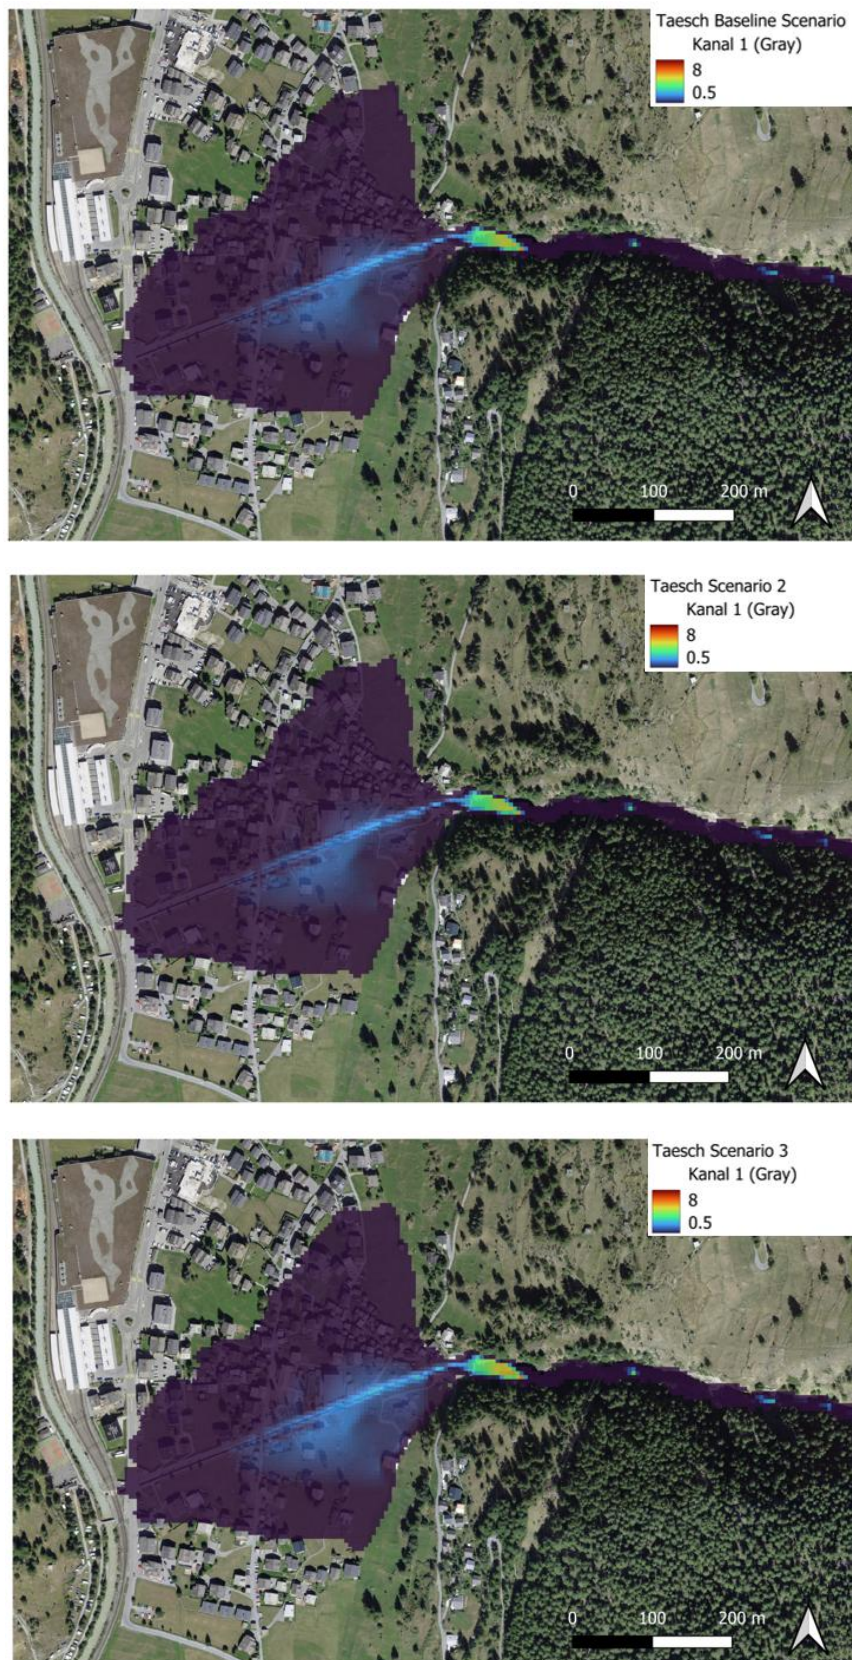 Taesch Baseline Scenario
Kanal 1 (Gray)
8
0.5
0 100 200 m
Taesch Scenario 2
Kanal 1 (Gray)
8
0.5
0 100 200 m
Taesch Scenario 3
Kanal 1 (Gray)
8
0.5
0 100 200 m